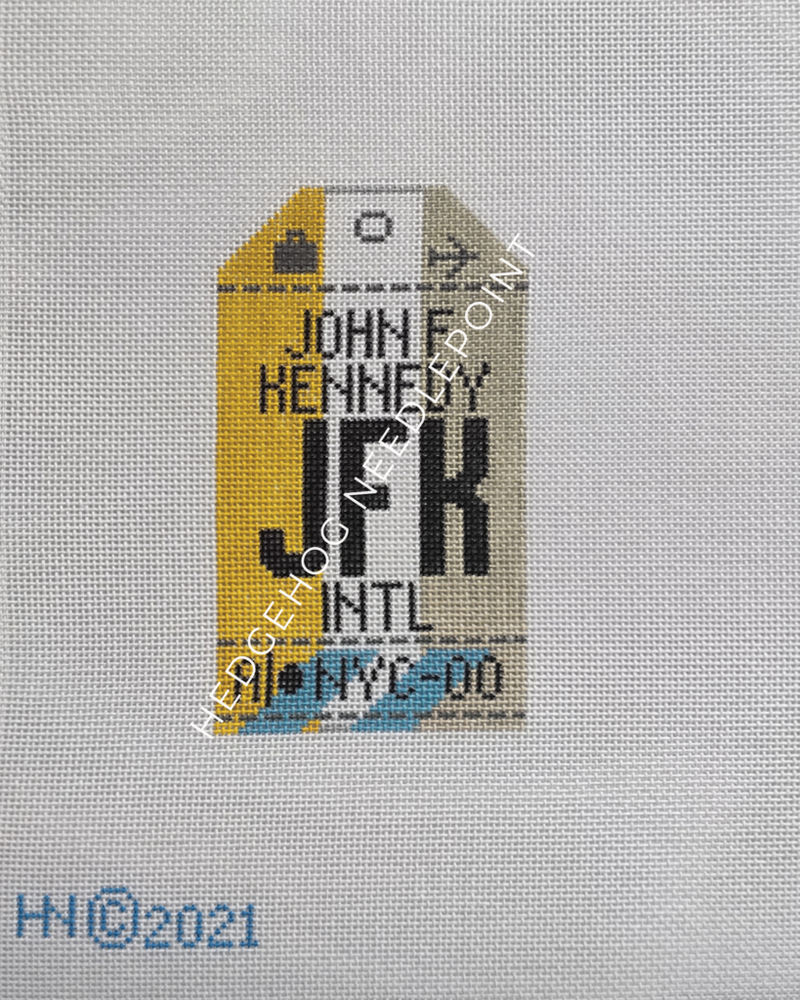 JOHN F
KENNEDY
JFK
INTL
NYC-00
HEDGEHOG NEEDLEPOINT
HN©2021